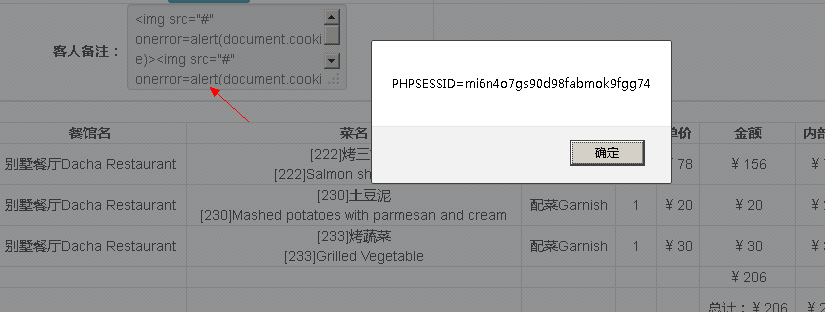 客人备注：
<img src="#"
onerror=alert(document.cooki
e)><img src="#"
onerror=alert(document.cooki
PHPSESSID=mi6n4o7gs90d98fabmok9fgg74
确定
餐馆名 菜名 单价 金额 内部
别墅餐厅Dacha Restaurant [222]烤三 ¥ 78 ¥ 156 ¥
[222]Salmon sh
别墅餐厅Dacha Restaurant [230]土豆泥 配菜Garnish 1 ¥ 20 ¥ 20 ¥
[230]Mashed potatoes with parmesan and cream
别墅餐厅Dacha Restaurant [233]烤蔬菜 配菜Garnish 1 ¥ 30 ¥ 30 ¥
[233]Grilled Vegetable
¥ 206
总计：¥ 206 ¥